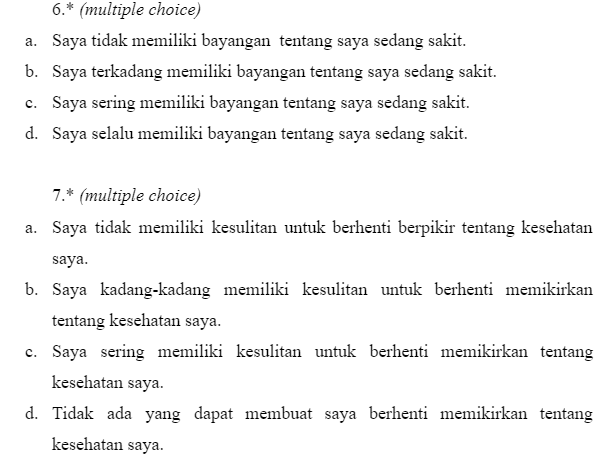 6.* (multiple choice)
a. Saya tidak memiliki bayangan tentang saya sedang sakit.
b. Saya terkadang memiliki bayangan tentang saya sedang sakit.
c. Saya sering memiliki bayangan tentang saya sedang sakit.
d. Saya selalu memiliki bayangan tentang saya sedang sakit.
7.* (multiple choice)
a. Saya tidak memiliki kesulitan untuk berhenti berpikir tentang kesehatan
saya.
b. Saya kadang-kadang memiliki kesulitan untuk berhenti memikirkan
tentang kesehatan saya.
c. Saya sering memiliki kesulitan untuk berhenti memikirkan tentang
kesehatan saya.
d. Tidak ada yang dapat membuat saya berhenti memikirkan tentang
kesehatan saya.